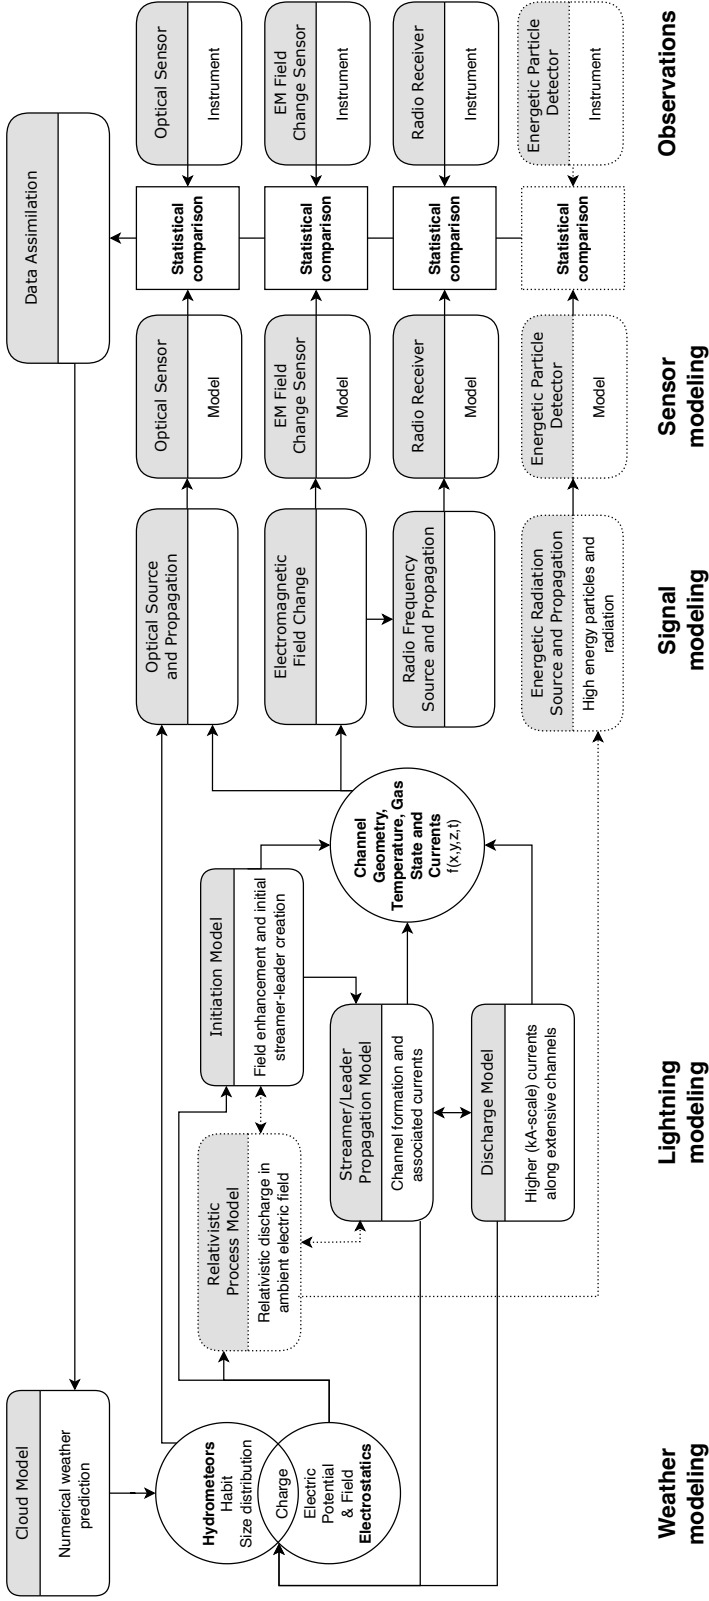 Cloud Model
Numerical weather
prediction
Data Assimilation
Hydrometeors
Habit
Size distribution
Charge
Electric
Potential
& Field
Electrostatics
Relativistic
Process Model
Relativistic discharge in
ambient electric field
Initiation Model
Field enhancement and initial
streamer-leader creation
Streamer/Leader
Propagation Model
Channel formation and
associated currents
Discharge Model
Higher (kA-scale) currents
along extensive channels
Channel
Geometry,
Temperature, Gas
State and
Currents
f(x,y,z,t)
Optical Source
and Propagation
Electromagnetic
Field Change
Radio Frequency
Source and Propagation
Energetic Radiation
Source and Propagation
High energy particles and
radiation
Optical Sensor
Model
EM Field
Change Sensor
Model
Radio Receiver
Model
Energetic Particle
Detector
Model
Statistical
comparison
Statistical
comparison
Statistical
comparison
Statistical
comparison
Optical Sensor
Instrument
EM Field
Change Sensor
Instrument
Radio Receiver
Instrument
Energetic Particle
Detector
Instrument
Weather
modeling
Lightning
modeling
Signal
modeling
Sensor
modeling
Observations